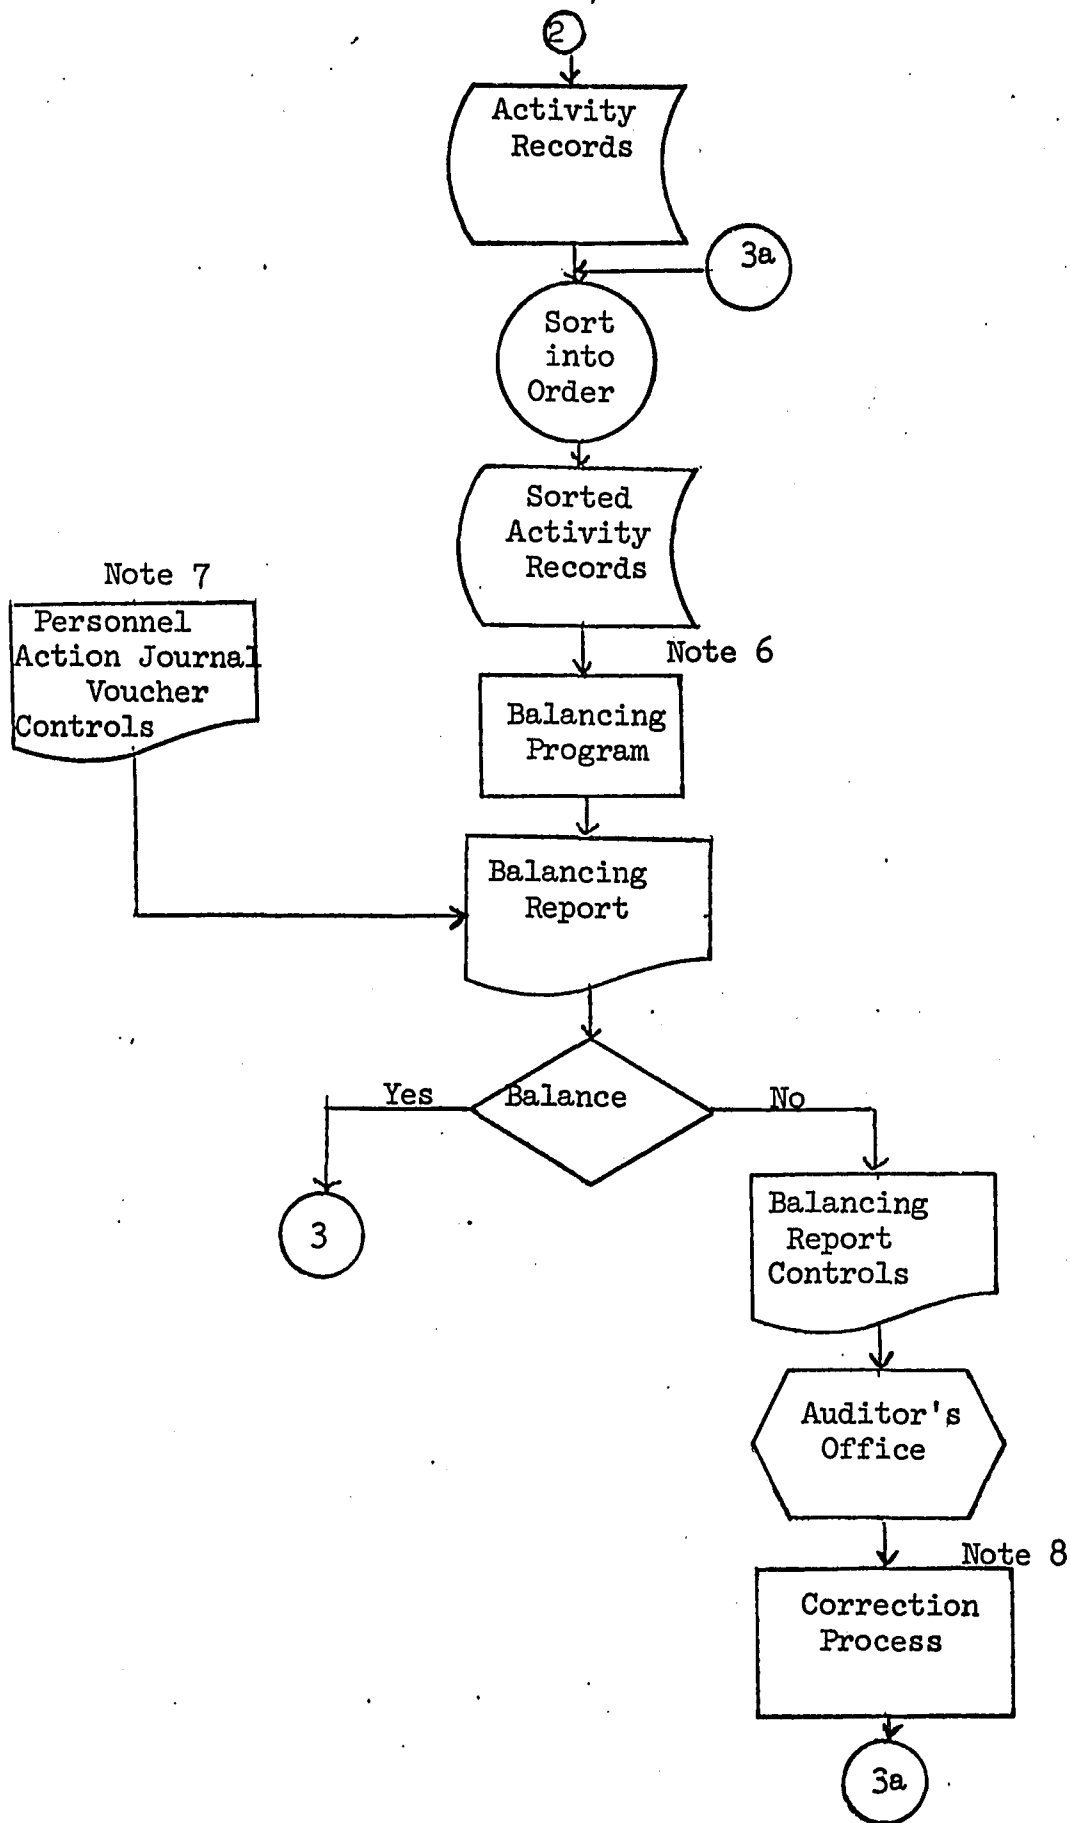 2
Activity
Records
3a
Sort
into
Order
Sorted
Activity
Records
Note 7
Personnel
Action Journal
Voucher
Controls
Note 6
Balancing
Program
Balancing
Report
Balance
Yes
No
3
Balancing
Report
Controls
Auditor's
Office
Note 8
Correction
Process
3a